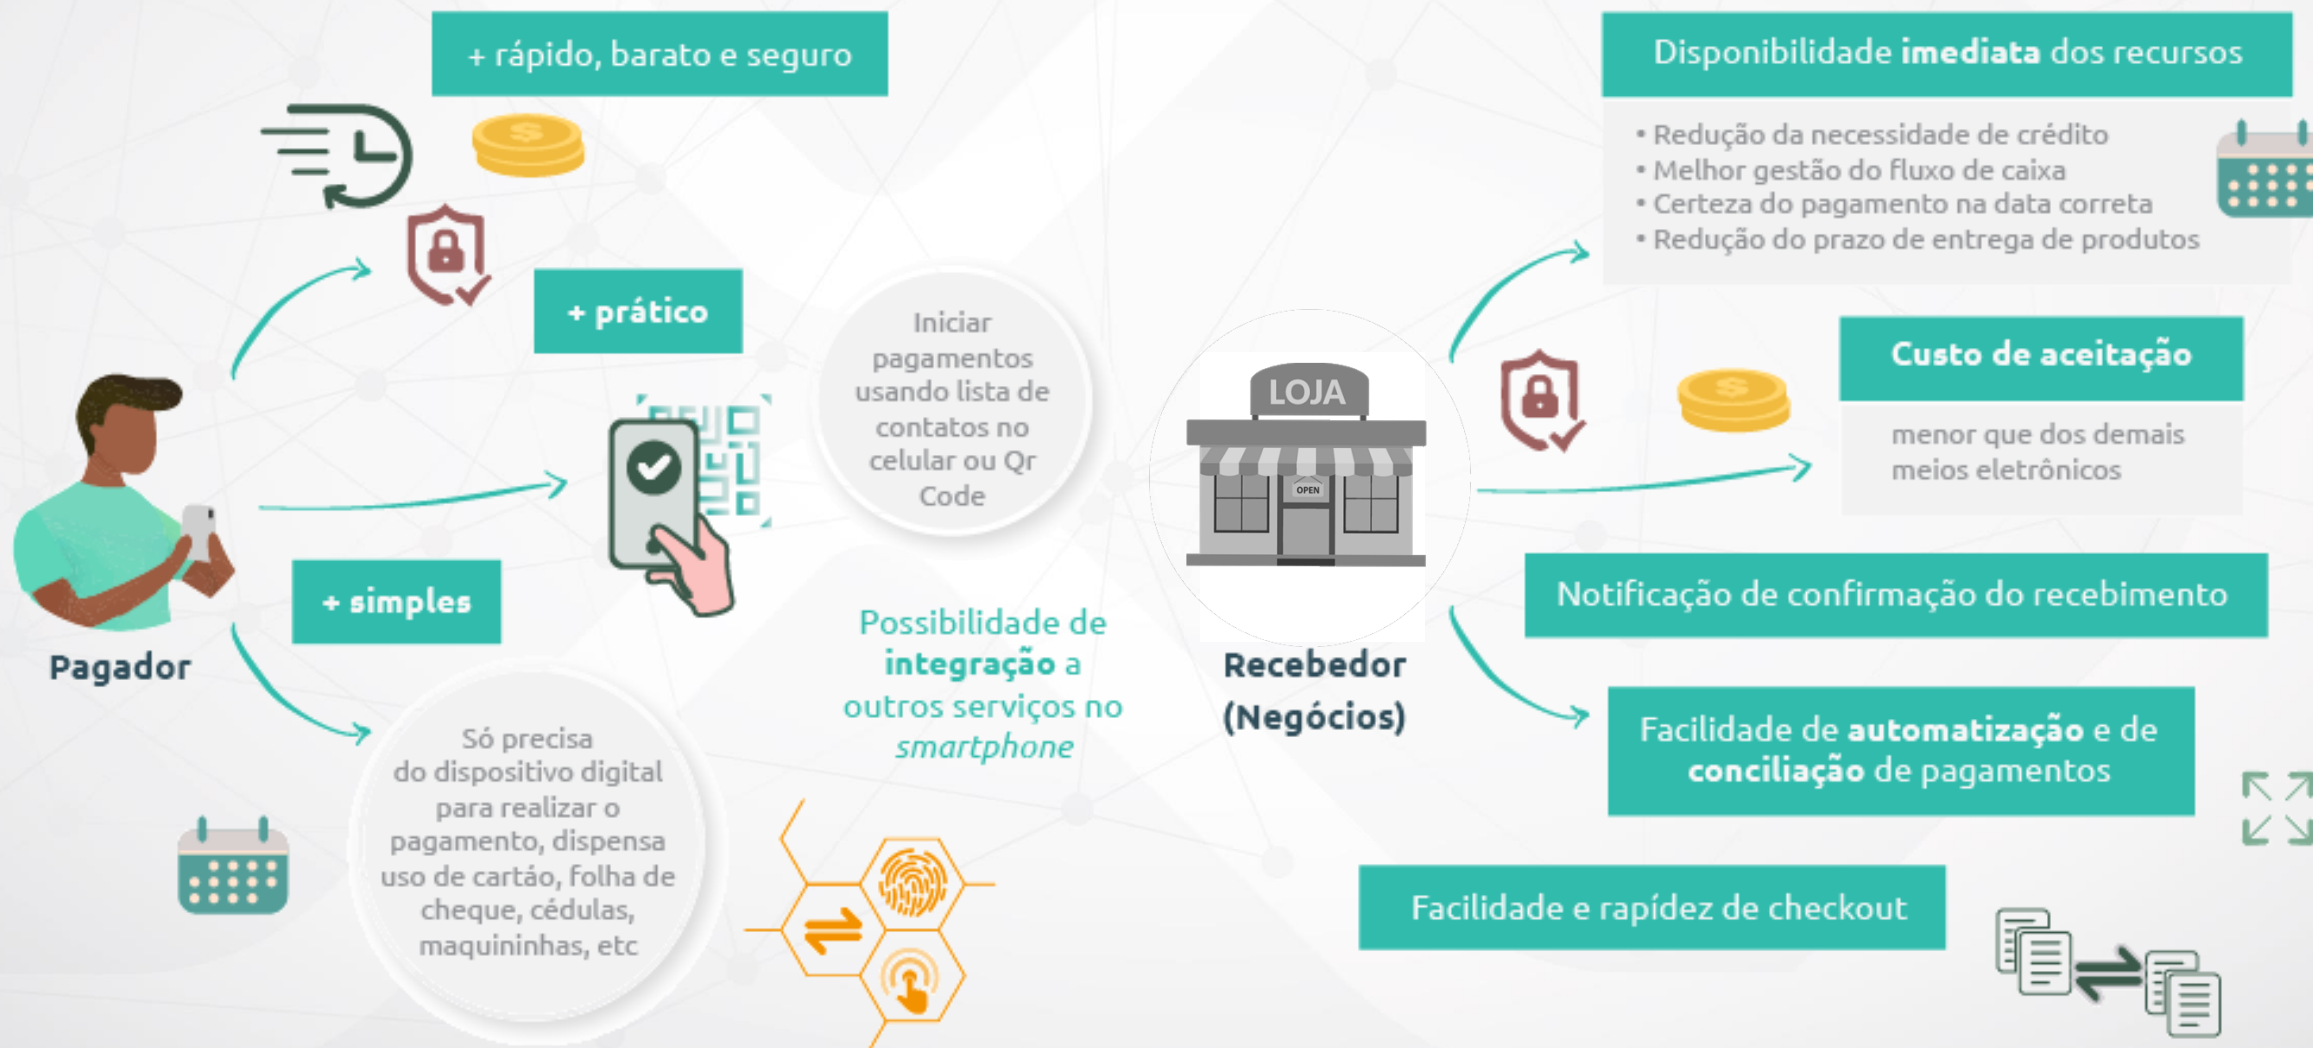 + rápido, barato e seguro
+ prático
Iniciar
pagamentos
usando lista de
contatos no
celular ou Qr
Code
+ simples
Pagador
Só precisa
do dispositivo digital
para realizar o
pagamento, dispensa
uso de cartão, folha de
cheque, cédulas,
maquininhas, etc
Possibilidade de
integração a
outros serviços no
smartphone
LOJA
OPEN
Recebedor
(Negócios)
Disponibilidade imediata dos recursos
• Redução da necessidade de crédito
• Melhor gestão do fluxo de caixa
• Certeza do pagamento na data correta
• Redução do prazo de entrega de produtos
Custo de aceitação
menor que dos demais
meios eletrônicos
Notificação de confirmação do recebimento
Facilidade de automatização e de
conciliação de pagamentos
Facilidade e rapídez de checkout